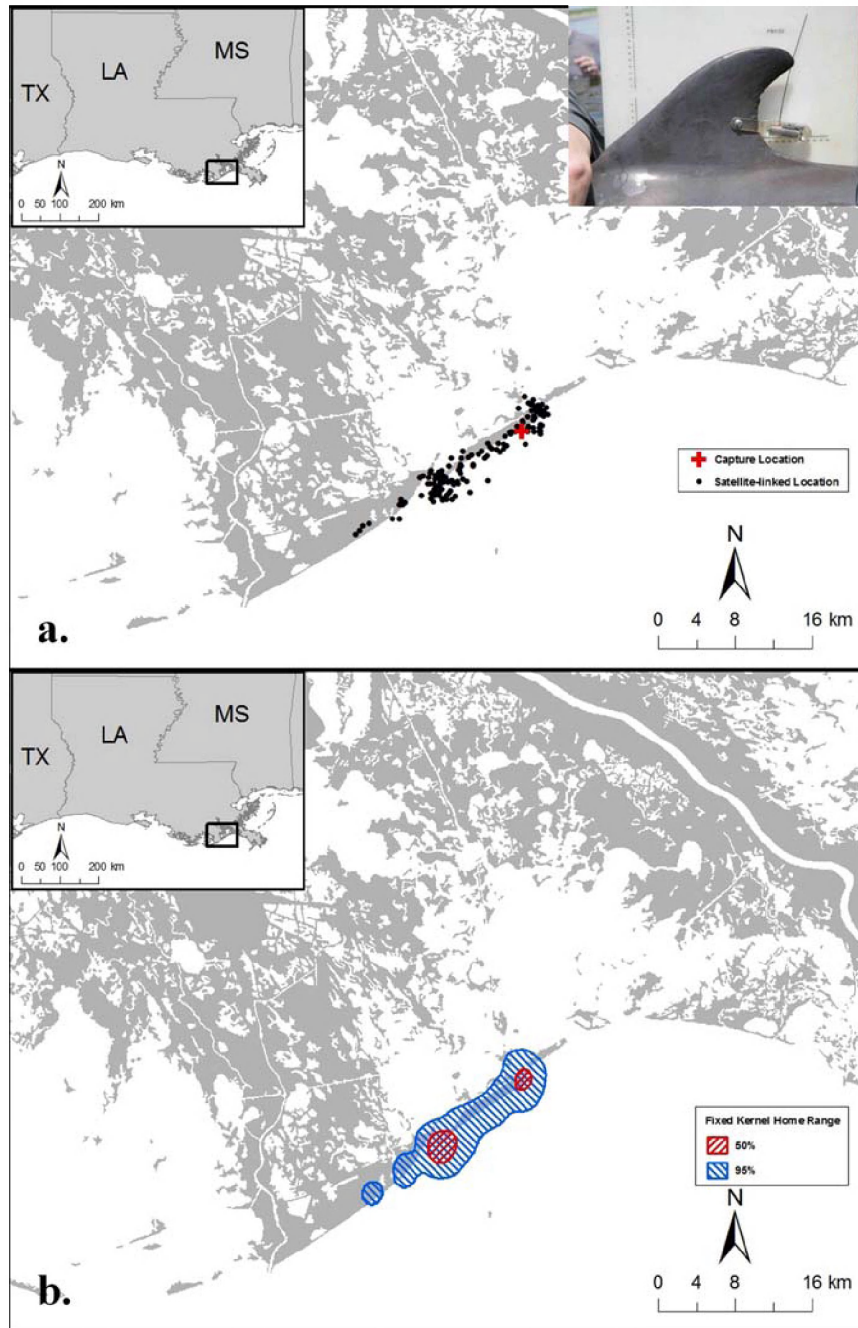 TX
LA
MS
N
0 50 100 200 km
Capture Location
Satellite-linked Location
N
0 4 8 16 km
a.
TX
LA
MS
N
0 50 100 200 km
Fixed Kernel Home Range
50%
95%
N
0 4 8 16 km
b.